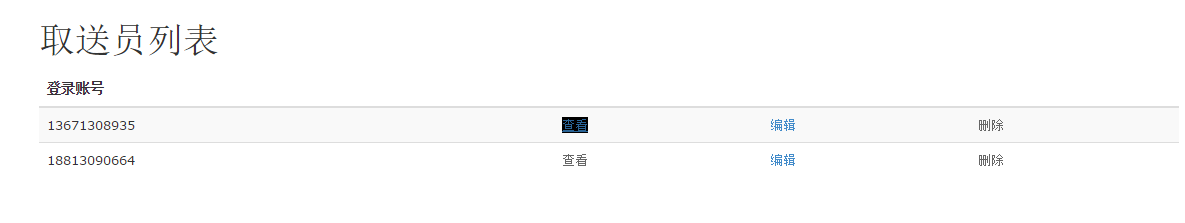 取送员列表
登录账号
13671308935 查看 编辑 删除
18813090664 查看 编辑 删除